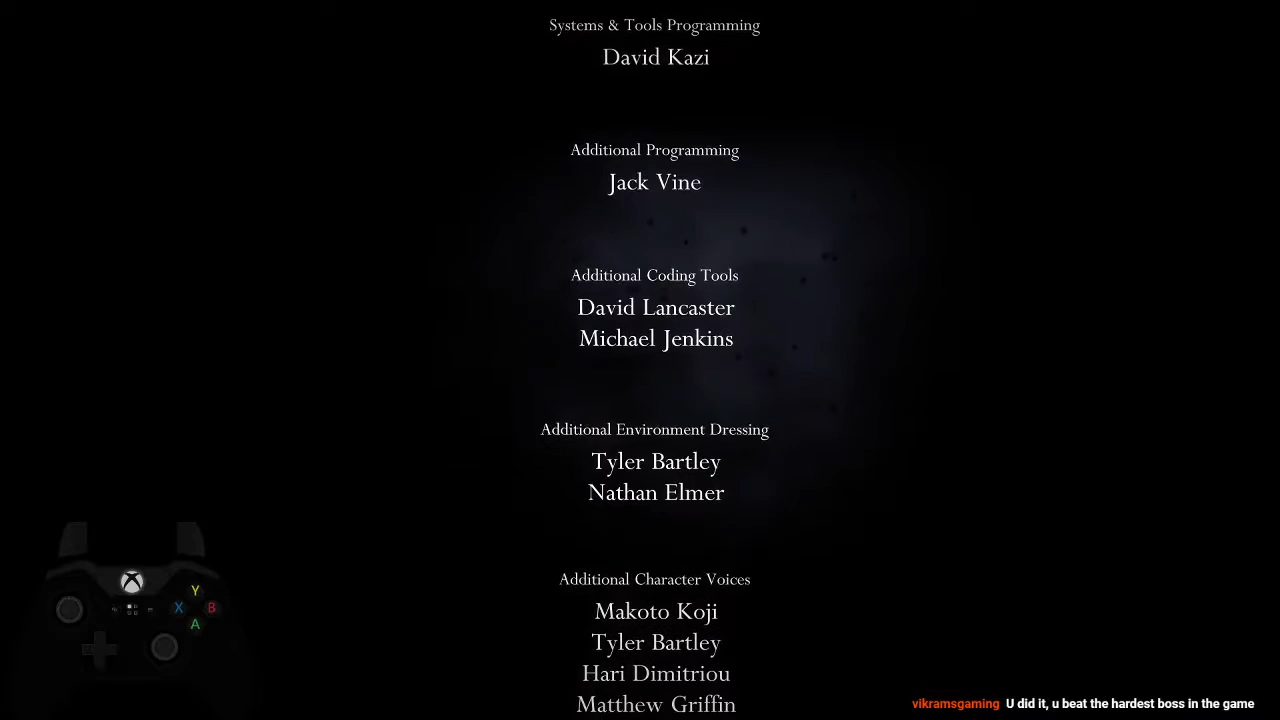 Systems & Tools Programming
David Kazi
Additional Programming
Jack Vine
Additional Coding Tools
David Lancaster
Michael Jenkins
Additional Environment Dressing
Tyler Bartley
Nathan Elmer
Additional Character Voices
Makoto Koji
Tyler Bartley
Hari Dimitriou
Matthew Griffin
Y
X B
A
vikramsgaming U did it, u beat the hardest boss in the game